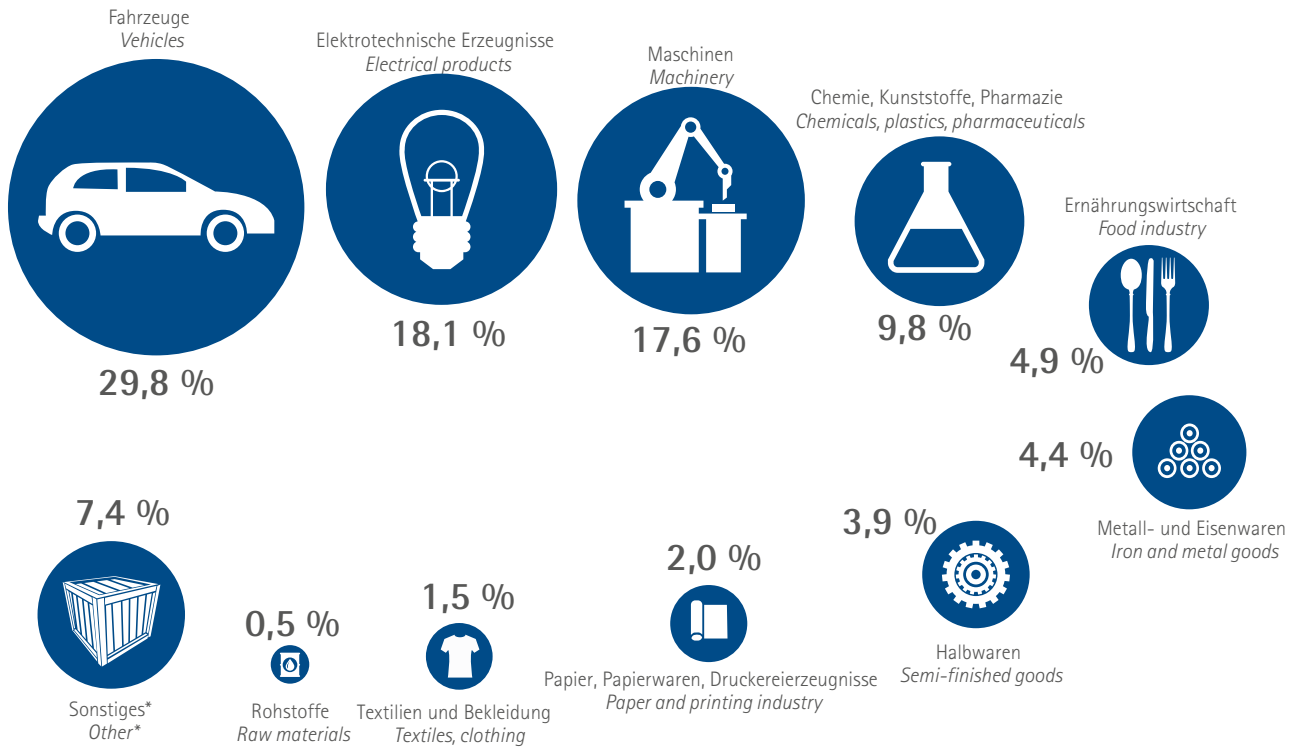 Fahrzeuge
Vehicles
29,8 %
Elektrotechnische Erzeugnisse
Electrical products
18,1 %
Maschinen
Machinery
17,6 %
Chemie, Kunststoffe, Pharmazie
Chemicals, plastics, pharmaceuticals
9,8 %
Ernährungswirtschaft
Food industry
4,9 %
4,4 %
Metall- und Eisenwaren
Iron and metal goods
3,9 %
Halbwaren
Semi-finished goods
2,0 %
Papier, Papierwaren, Druckereierzeugnisse
Paper and printing industry
1,5 %
Textilien und Bekleidung
Textiles, clothing
0,5 %
Rohstoffe
Raw materials
7,4 %
Sonstiges*
Other*